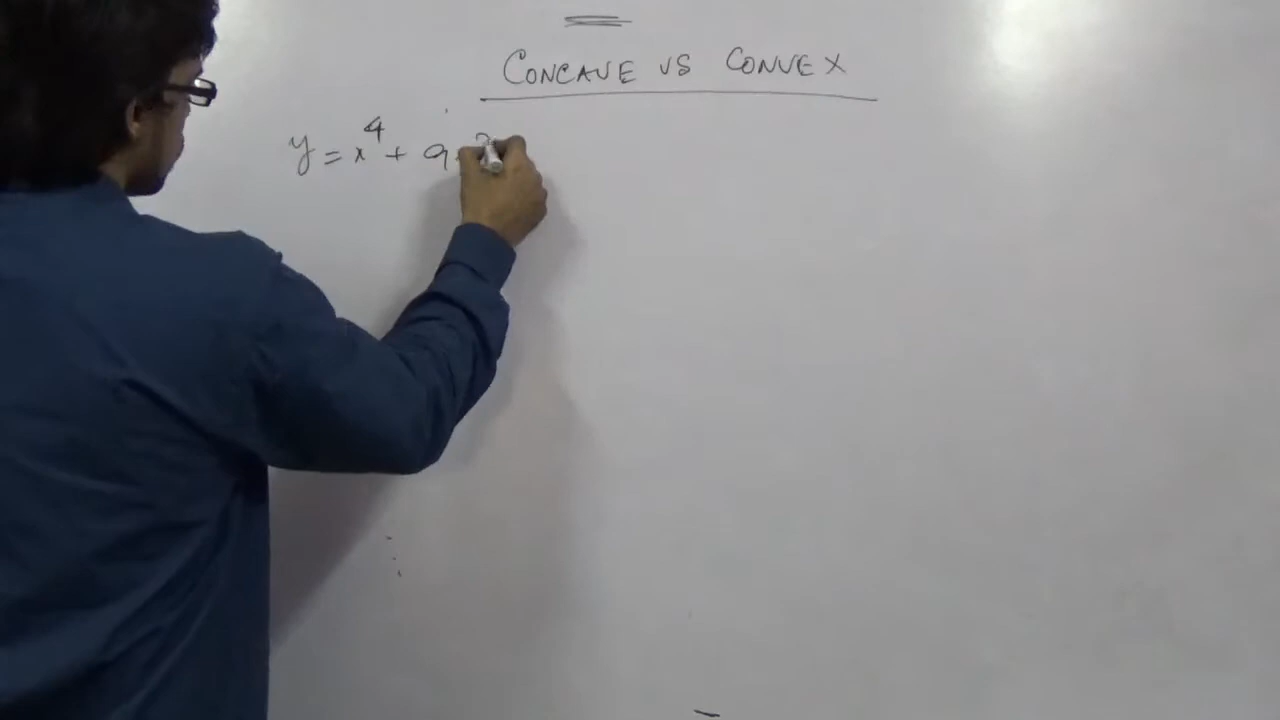 CONCAVE VS CONVEX
y = x⁴ + 9